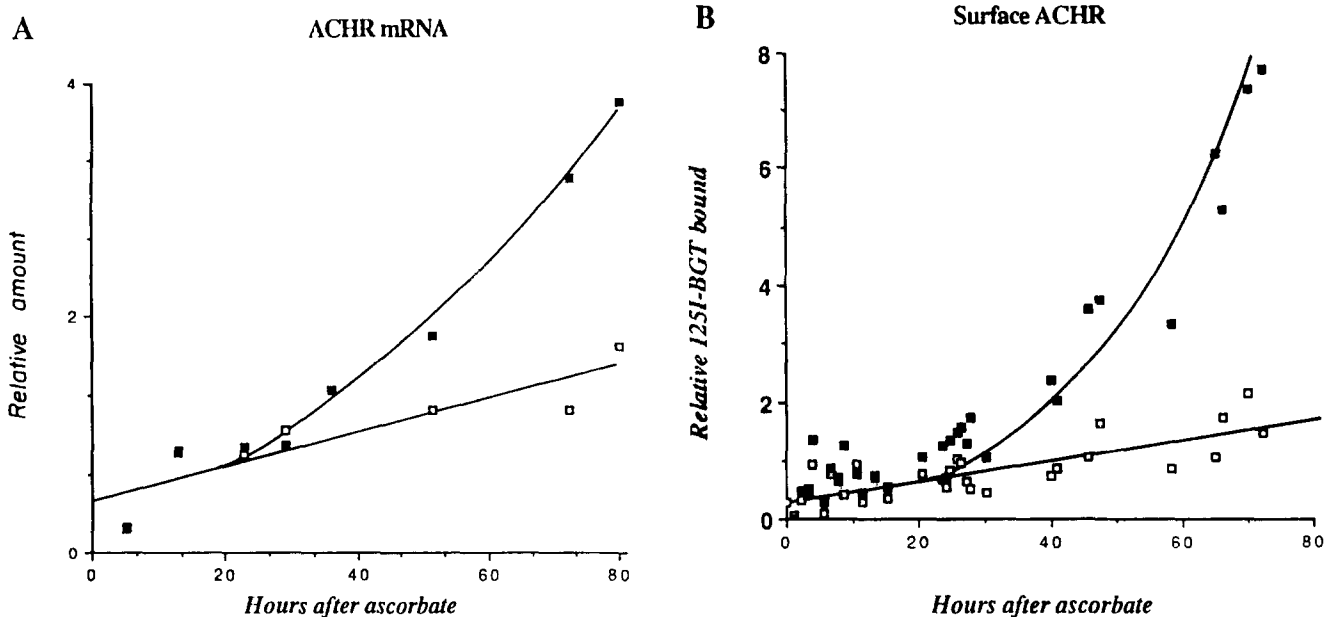 A
ACHR mRNA
4
2
0
Relative amount
0
20
40
60
80
Hours after ascorbate
B
Surface ACHR
8
6
4
2
0
Relative 125I-BGT bound
0
20
40
60
80
Hours after ascorbate